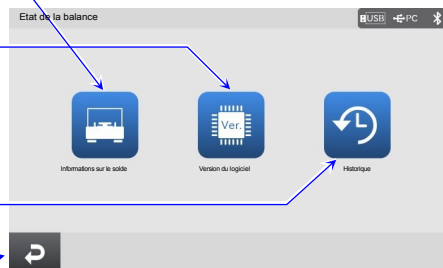 Etat de la balance
USB PC
Ver.
Informations sur le solde
Version du logiciel
Historique